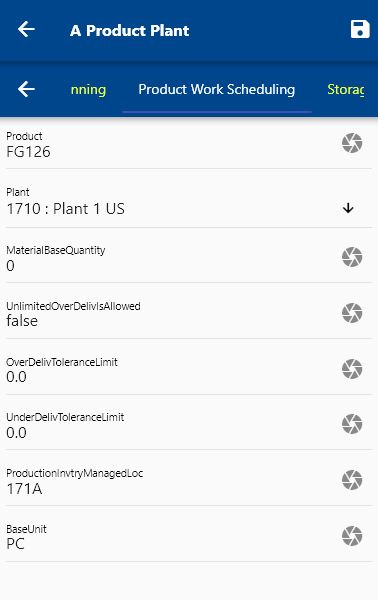 A Product Plant
nning
Product Work Scheduling
Storag
Product
FG126
Plant
1710 : Plant 1 US
MaterialBaseQuantity
0
UnlimitedOverDelivIsAllowed
false
OverDelivToleranceLimit
0.0
UnderDelivToleranceLimit
0.0
ProductionInvtryManagedLoc
171A
BaseUnit
PC